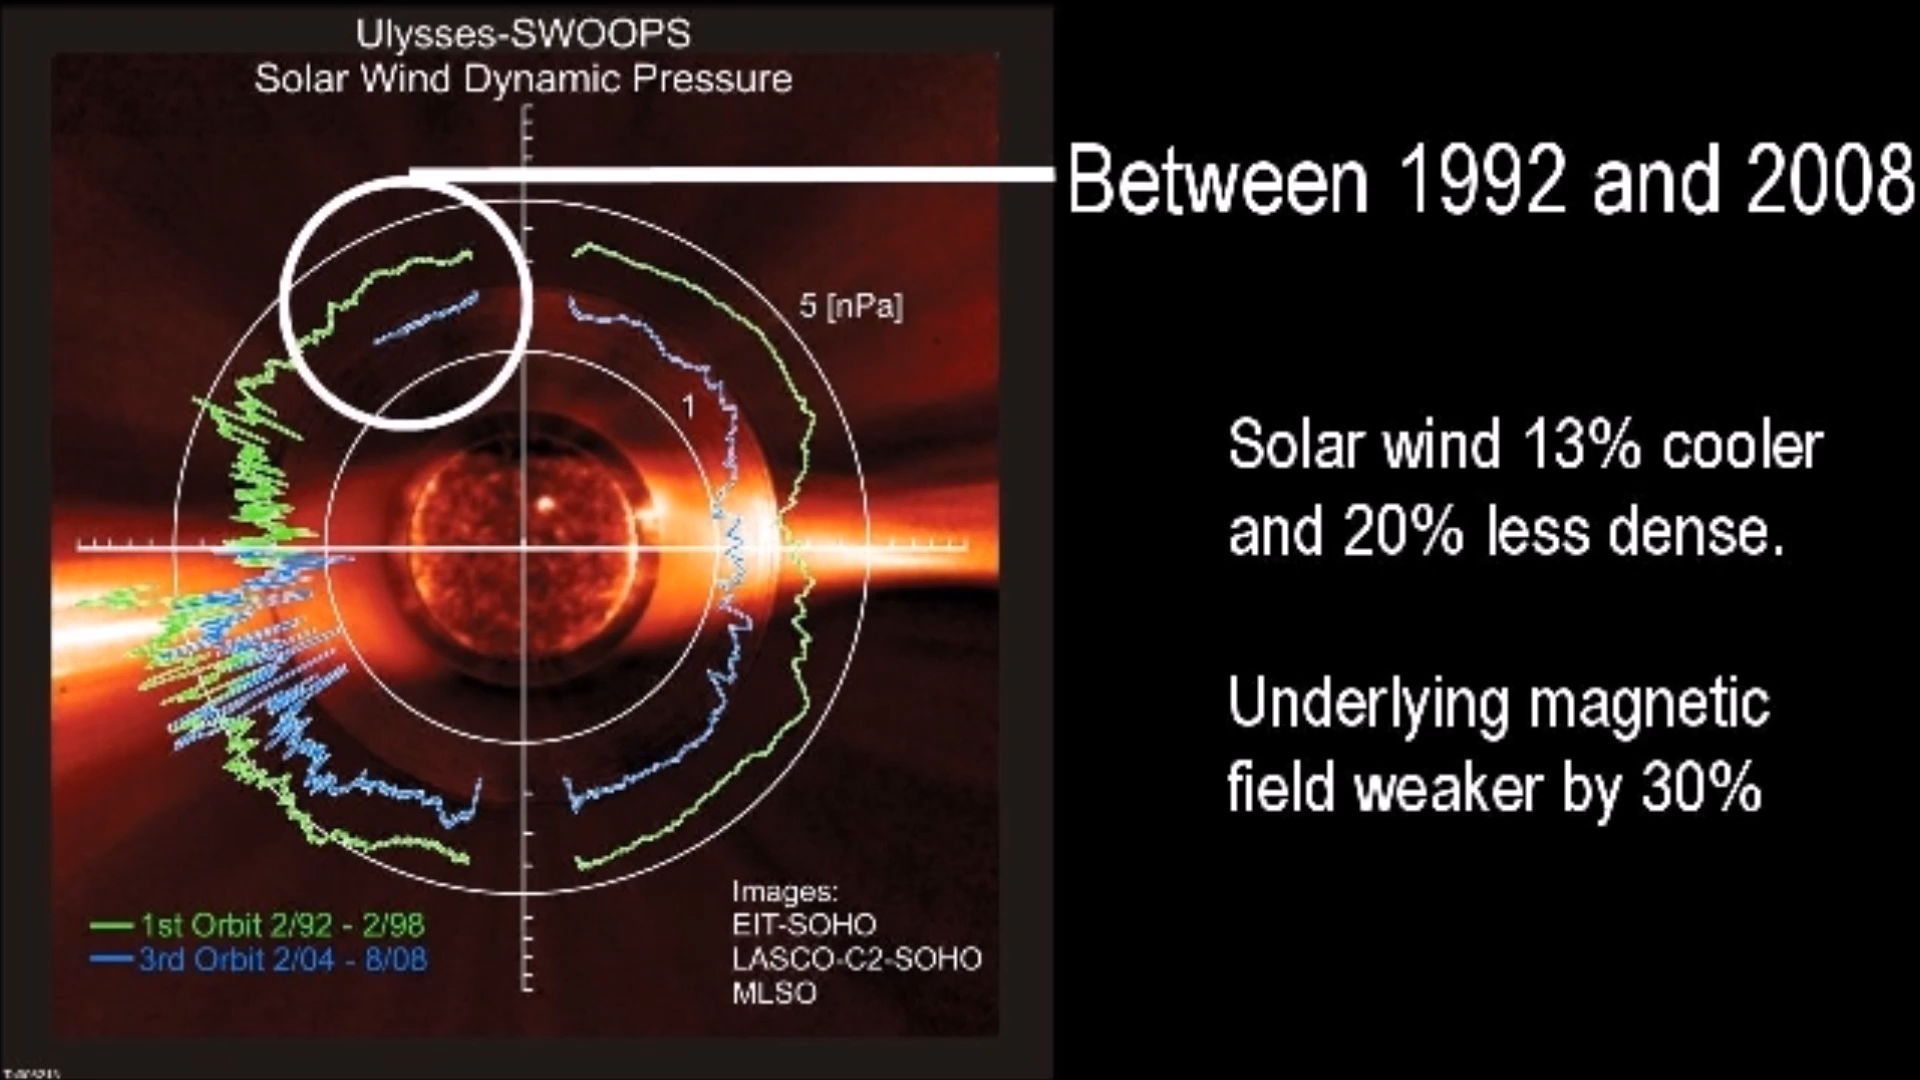 Ulysses-SWOOPS
Solar Wind Dynamic Pressure
Between 1992 and 2008
5 [nPa]
1
Solar wind 13% cooler
and 20% less dense.
Underlying magnetic
field weaker by 30%
1st Orbit 2/92 - 2/98
3rd Orbit 2/04 - 8/08
Images:
EIT-SOHO
LASCO-C2-SOHO
MLSO